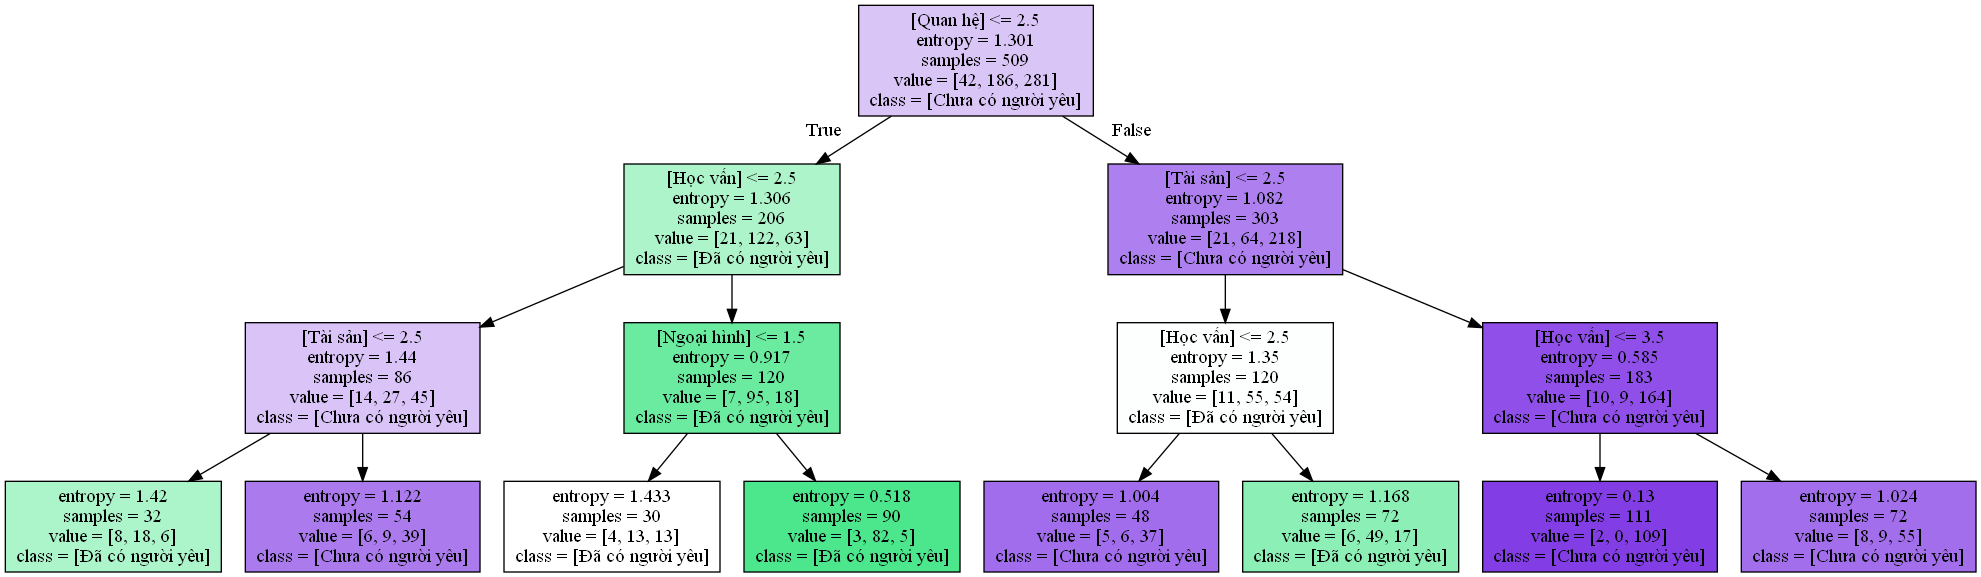 [Quan hệ] <= 2.5
entropy = 1.301
samples = 509
value = [42, 186, 281]
class = [Chưa có người yêu]
True
False
[Học vấn] <= 2.5
entropy = 1.306
samples = 206
value = [21, 122, 63]
class = [Đã có người yêu]
[Tài sản] <= 2.5
entropy = 1.082
samples = 303
value = [21, 64, 218]
class = [Chưa có người yêu]
[Tài sản] <= 2.5
entropy = 1.44
samples = 86
value = [14, 27, 45]
class = [Chưa có người yêu]
[Ngoại hình] <= 1.5
entropy = 0.917
samples = 120
value = [7, 95, 18]
class = [Đã có người yêu]
[Học vấn] <= 2.5
entropy = 1.35
samples = 120
value = [11, 55, 54]
class = [Đã có người yêu]
[Học vấn] <= 3.5
entropy = 0.585
samples = 183
value = [10, 9, 164]
class = [Chưa có người yêu]
entropy = 1.42
samples = 32
value = [8, 18, 6]
class = [Đã có người yêu]
entropy = 1.122
samples = 54
value = [6, 9, 39]
class = [Chưa có người yêu]
entropy = 1.433
samples = 30
value = [4, 13, 13]
class = [Đã có người yêu]
entropy = 0.518
samples = 90
value = [3, 82, 5]
class = [Đã có người yêu]
entropy = 1.004
samples = 48
value = [5, 6, 37]
class = [Chưa có người yêu]
entropy = 1.168
samples = 72
value = [6, 49, 17]
class = [Đã có người yêu]
entropy = 0.13
samples = 111
value = [2, 0, 109]
class = [Chưa có người yêu]
entropy = 1.024
samples = 72
value = [8, 9, 55]
class = [Chưa có người yêu]